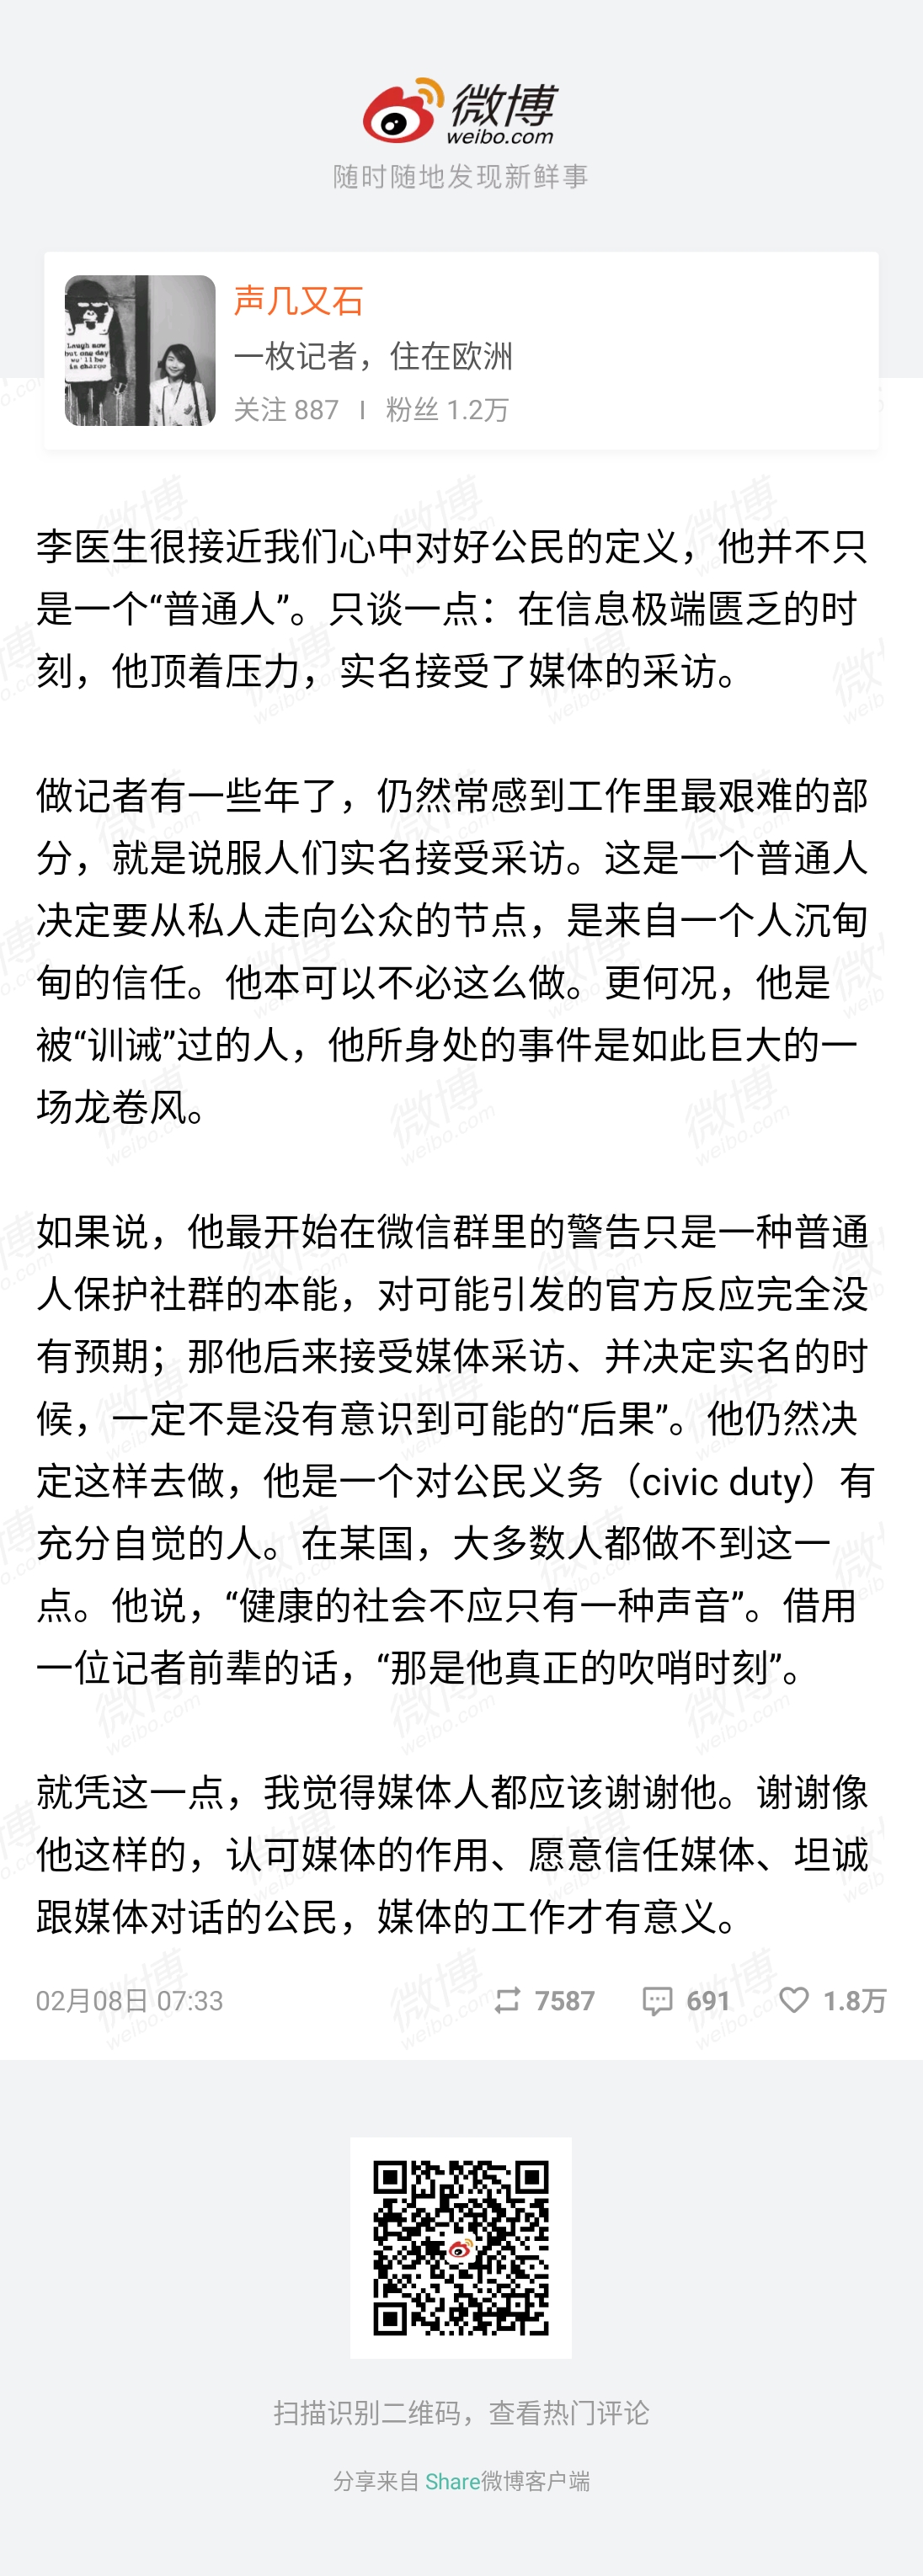 微博
weibo.com
随时随地发现新鲜事
声几又石
一枚记者，住在欧洲
关注 887 | 粉丝 1.2万
Laugh now
but one day
we'll be
in charge
李医生很接近我们心中对好公民的定义，他并不只
是一个“普通人”。只谈一点：在信息极端匮乏的时
刻，他顶着压力，实名接受了媒体的采访。
做记者有一些年了，仍然常感到工作里最艰难的部
分，就是说服人们实名接受采访。这是一个普通人
决定要从私人走向公众的节点，是来自一个人沉甸
甸的信任。他本可以不必这么做。更何况，他是
被“训诫”过的人，他所身处的事件是如此巨大的一
场龙卷风。
如果说，他最开始在微信群里的警告只是一种普通
人保护社群的本能，对可能引发的官方反应完全没
有预期；那他后来接受媒体采访、并决定实名的时
候，一定不是没有意识到可能的“后果”。他仍然决
定这样去做，他是一个对公民义务（civic duty）有
充分自觉的人。在某国，大多数人都做不到这一
点。他说，“健康的社会不应只有一种声音”。借用
一位记者前辈的话，“那是他真正的吹哨时刻”。
就凭这一点，我觉得媒体人都应该谢谢他。谢谢像
他这样的，认可媒体的作用、愿意信任媒体、坦诚
跟媒体对话的公民，媒体的工作才有意义。
02月08日 07:33 7587 691 1.8万
扫描识别二维码，查看热门评论
分享来自 Share微博客户端